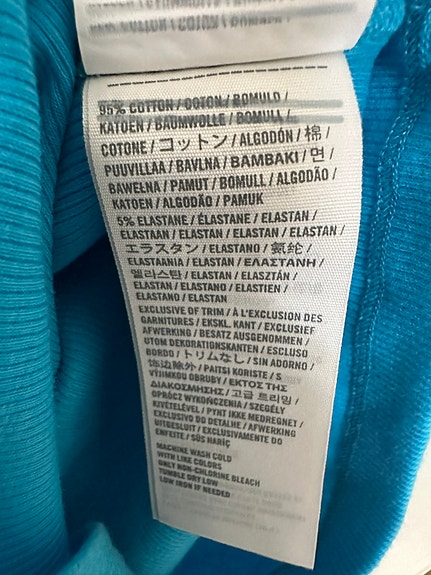 95% COTTON / COTON / BOMULD /
KATOEN / BAUMWOLLE / BOMULL /
COTONE / コットン / ALGODÓN / 棉 /
PUUVILLAA / BAVLNA / ΒΑΜΒΑΚΙ / 면 /
BAWEŁNA / PAMUT / BOMULL / ALGODÃO /
KATOEN / ALGODÃO / PAMUK
5% ELASTANE / ÉLASTANE / ELASTAN /
ELASTAAN / ELASTAN / ELASTAN / ELASTAN /
エラスタン / ELASTANO / 氨纶 /
ELASTAANIA / ELASTAN / ΕΛΑΣΤΑΝΗ /
엘라스탄 / ELASTAN / ELASZTÁN /
ELASTAN / ELASTANO / ELASTIEN /
ELASTANO / ELASTAN
EXCLUSIVE OF TRIM / À L'EXCLUSION DES
GARNITURES / EKSKL. KANT / EXCLUSIEF
AFWERKING / BESATZ AUSGENOMMEN /
UTOM DEKORATIONSKANTEN / ESCLUSO
BORDO / トリムなし / SIN ADORNO /
饰边除外 / PAITSI KORISTE / S
VÝJIMKOU OBRUBY / ΕΚΤΟΣ ΤΗΣ
ΔΙΑΚΟΣΜΗΣΗΣ / 고급 트리밍 /
OPRÓCZ WYKOŃCZENIA / SZEGÉLY
KIVÉTELÉVEL / PYNT IKKE MEDREGNET /
EXCLUSIVO DO DETALHE / AFWERKING
UITGESLUIT / EXCLUSIVAMENTE DO
ENFEITE / SÜS HARİÇ
MACHINE WASH COLD
WITH LIKE COLORS
ONLY NON-CHLORINE BLEACH
TUMBLE DRY LOW
LOW IRON IF NEEDED